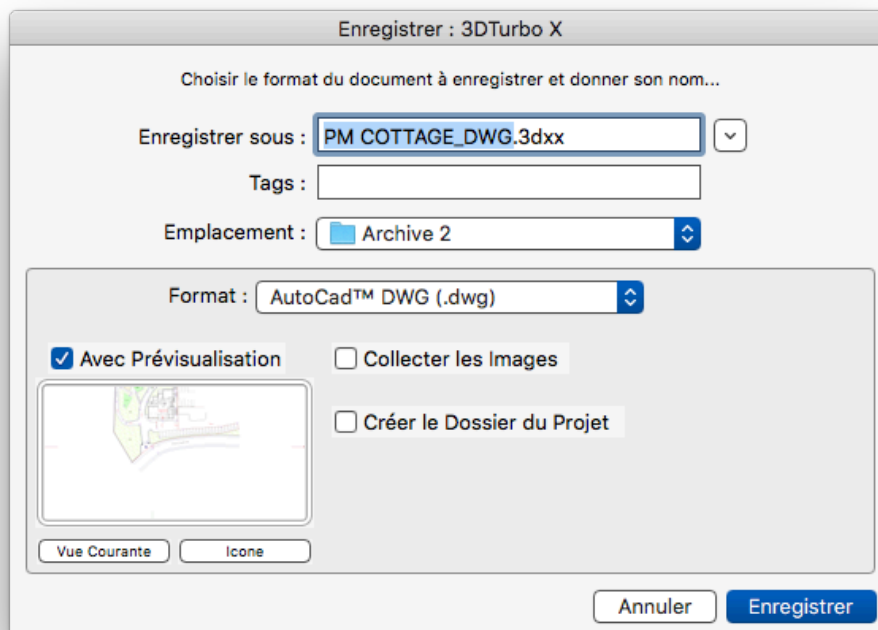 Enregistrer : 3DTurbo X
Choisir le format du document à enregistrer et donner son nom...
Enregistrer sous : PM COTTAGE_DWG.3dxx
Tags :
Emplacement : Archive 2
Format : AutoCad™ DWG (.dwg)
Avec Prévisualisation Collecter les Images
Créer le Dossier du Projet
Vue Courante Icone
Annuler Enregistrer